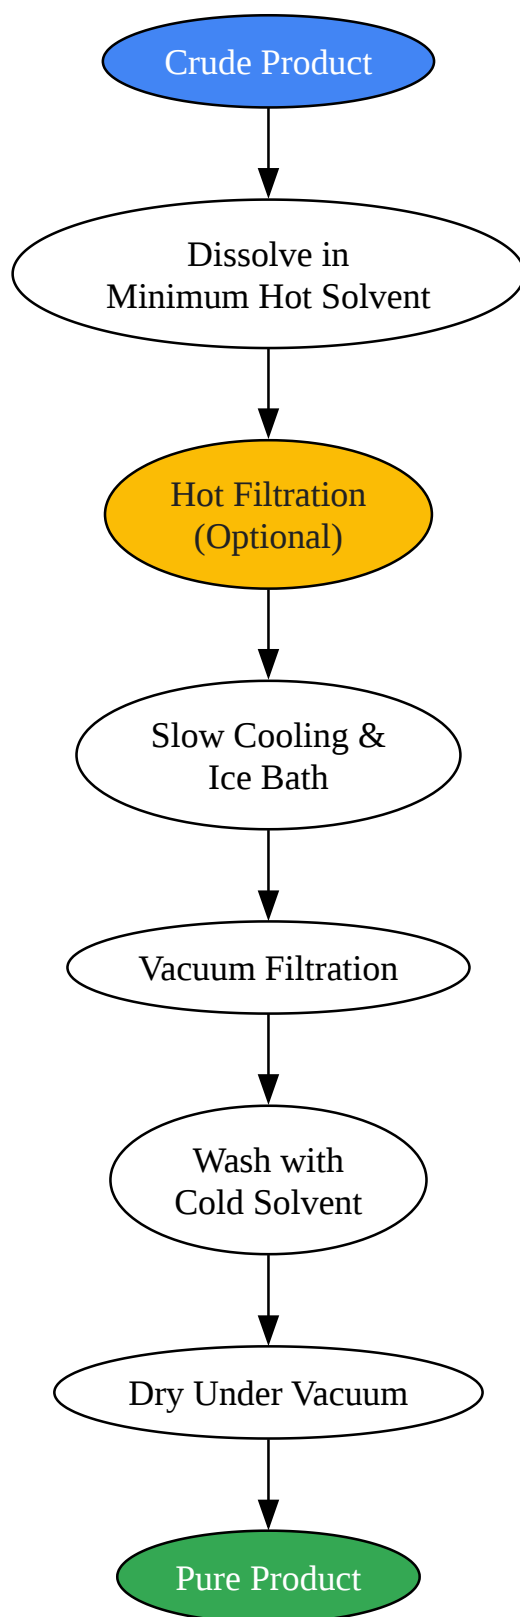 Crude Product
Dissolve in
Minimum Hot Solvent
Hot Filtration
(Optional)
Slow Cooling &
Ice Bath
Vacuum Filtration
Wash with
Cold Solvent
Dry Under Vacuum
Pure Product